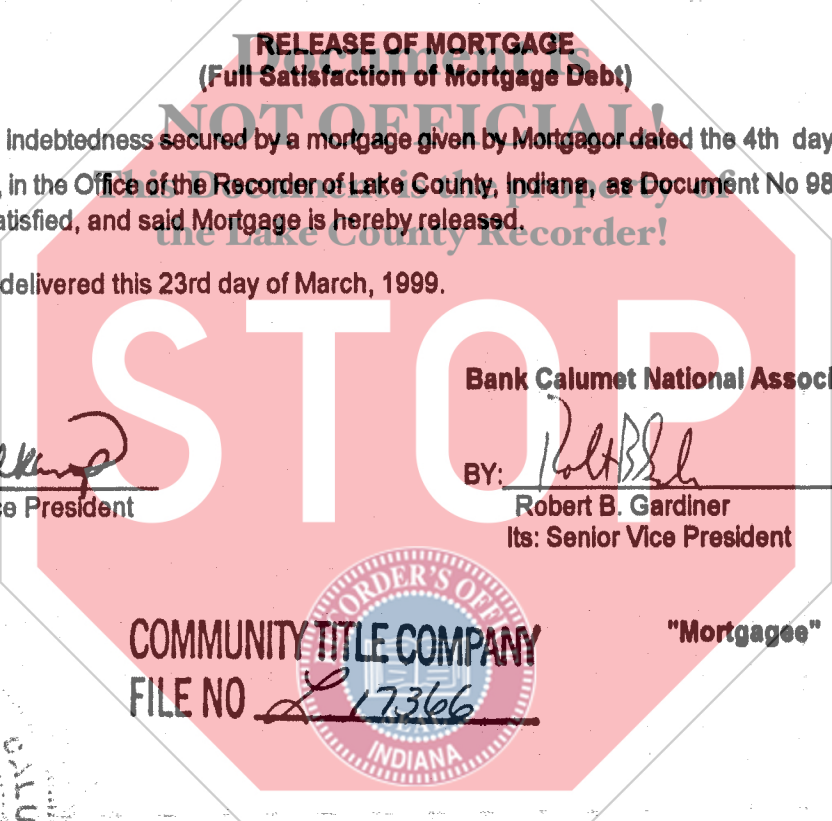 RELEASE OF MORTGAGE
(Full Satisfaction of Mortgage Debt)
Document is
NOT OFFICIAL!
This Document is the property of
the Lake County Recorder!
indebtedness secured by a mortgage given by Mortgagor dated the 4th day
, in the Office of the Recorder of Lake County, Indiana, as Document No 98
atisfied, and said Mortgage is hereby released.
delivered this 23rd day of March, 1999.
STOP
Bank Calumet National Associ
BY:
ce President
Robert B. Gardiner
Its: Senior Vice President
"Mortgagee"
COMMUNITY TITLE COMPANY
FILE NO L 17366
ORDER'S OFF
SEAL
INDIANA